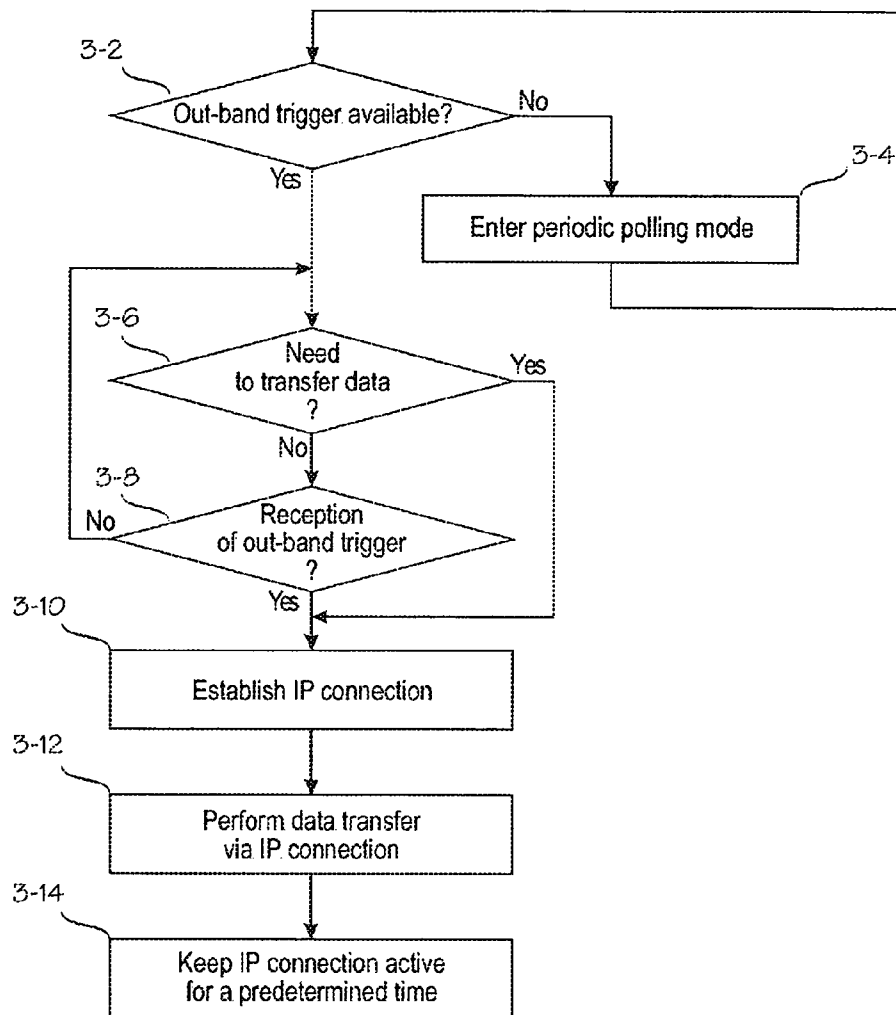 3-2
Out-band trigger available?
No
Yes
3-4
Enter periodic polling mode
3-6
Need
to transfer data
?
Yes
No
3-8
Reception
of out-band trigger
?
No
Yes
3-10
Establish IP connection
3-12
Perform data transfer
via IP connection
3-14
Keep IP connection active
for a predetermined time